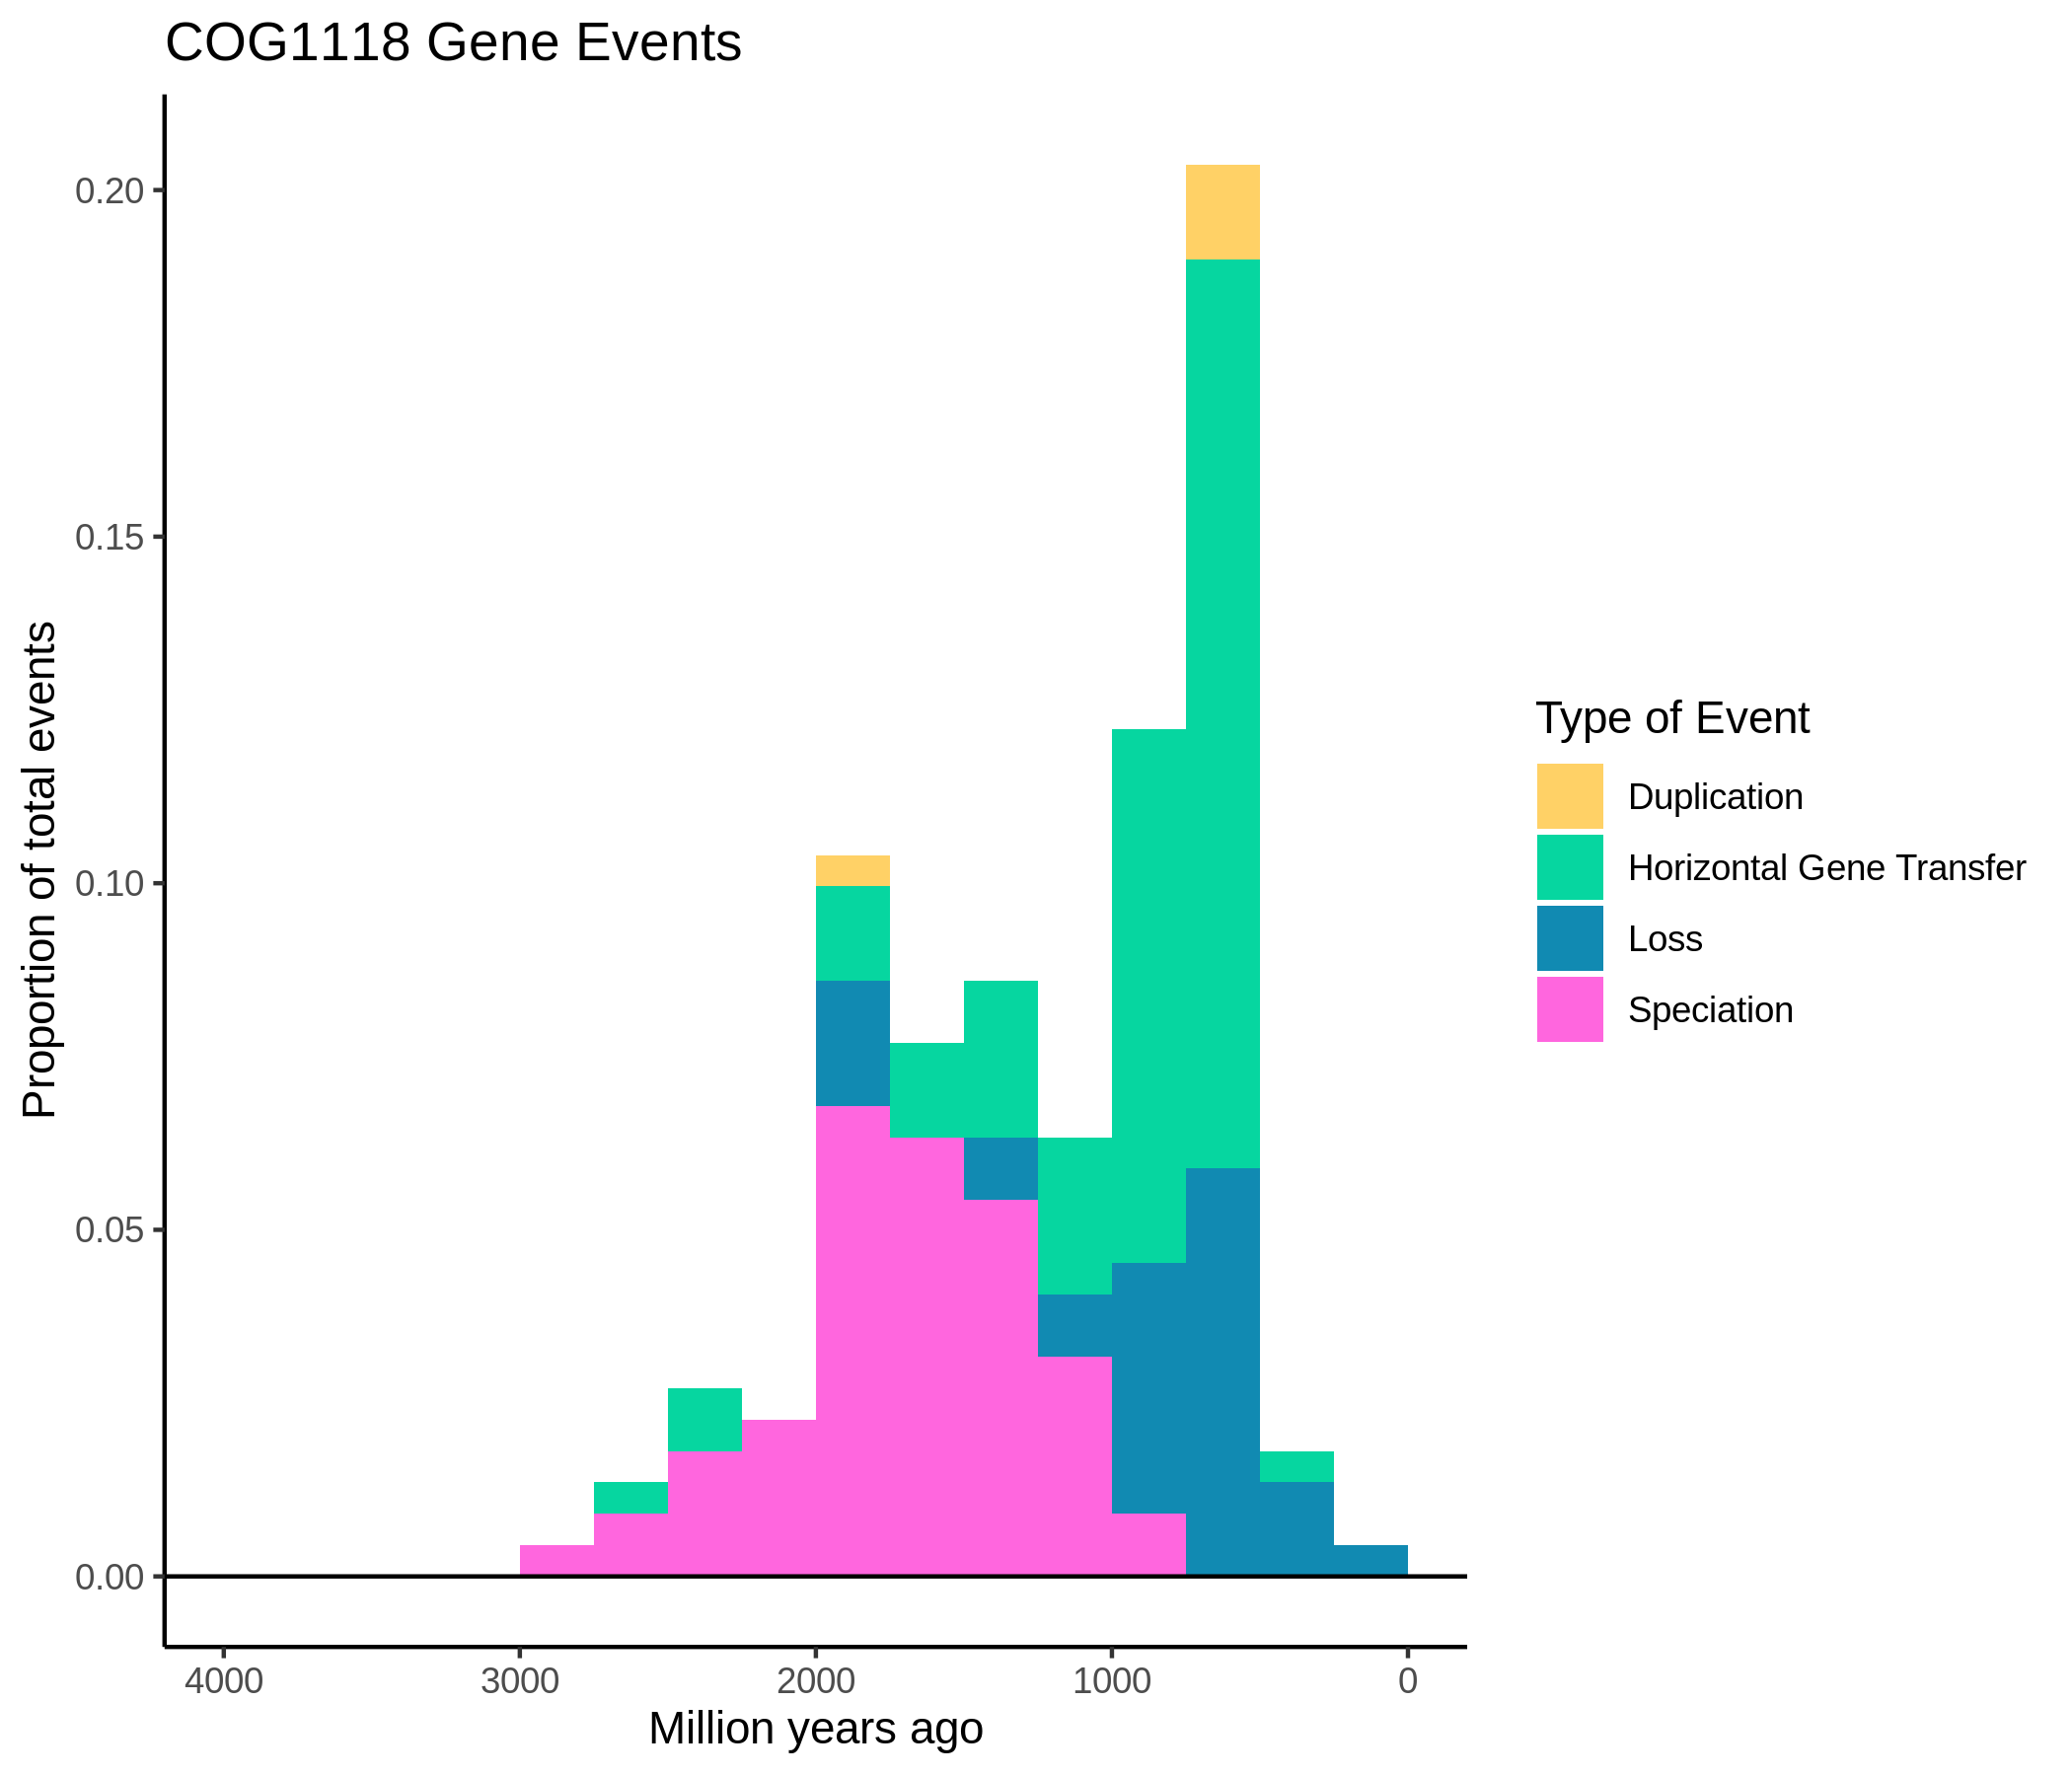 COG1118 Gene Events
Proportion of total events
0.20
0.15
0.10
0.05
0.00
4000 3000 2000 1000 0
Million years ago
Type of Event
Duplication
Horizontal Gene Transfer
Loss
Speciation